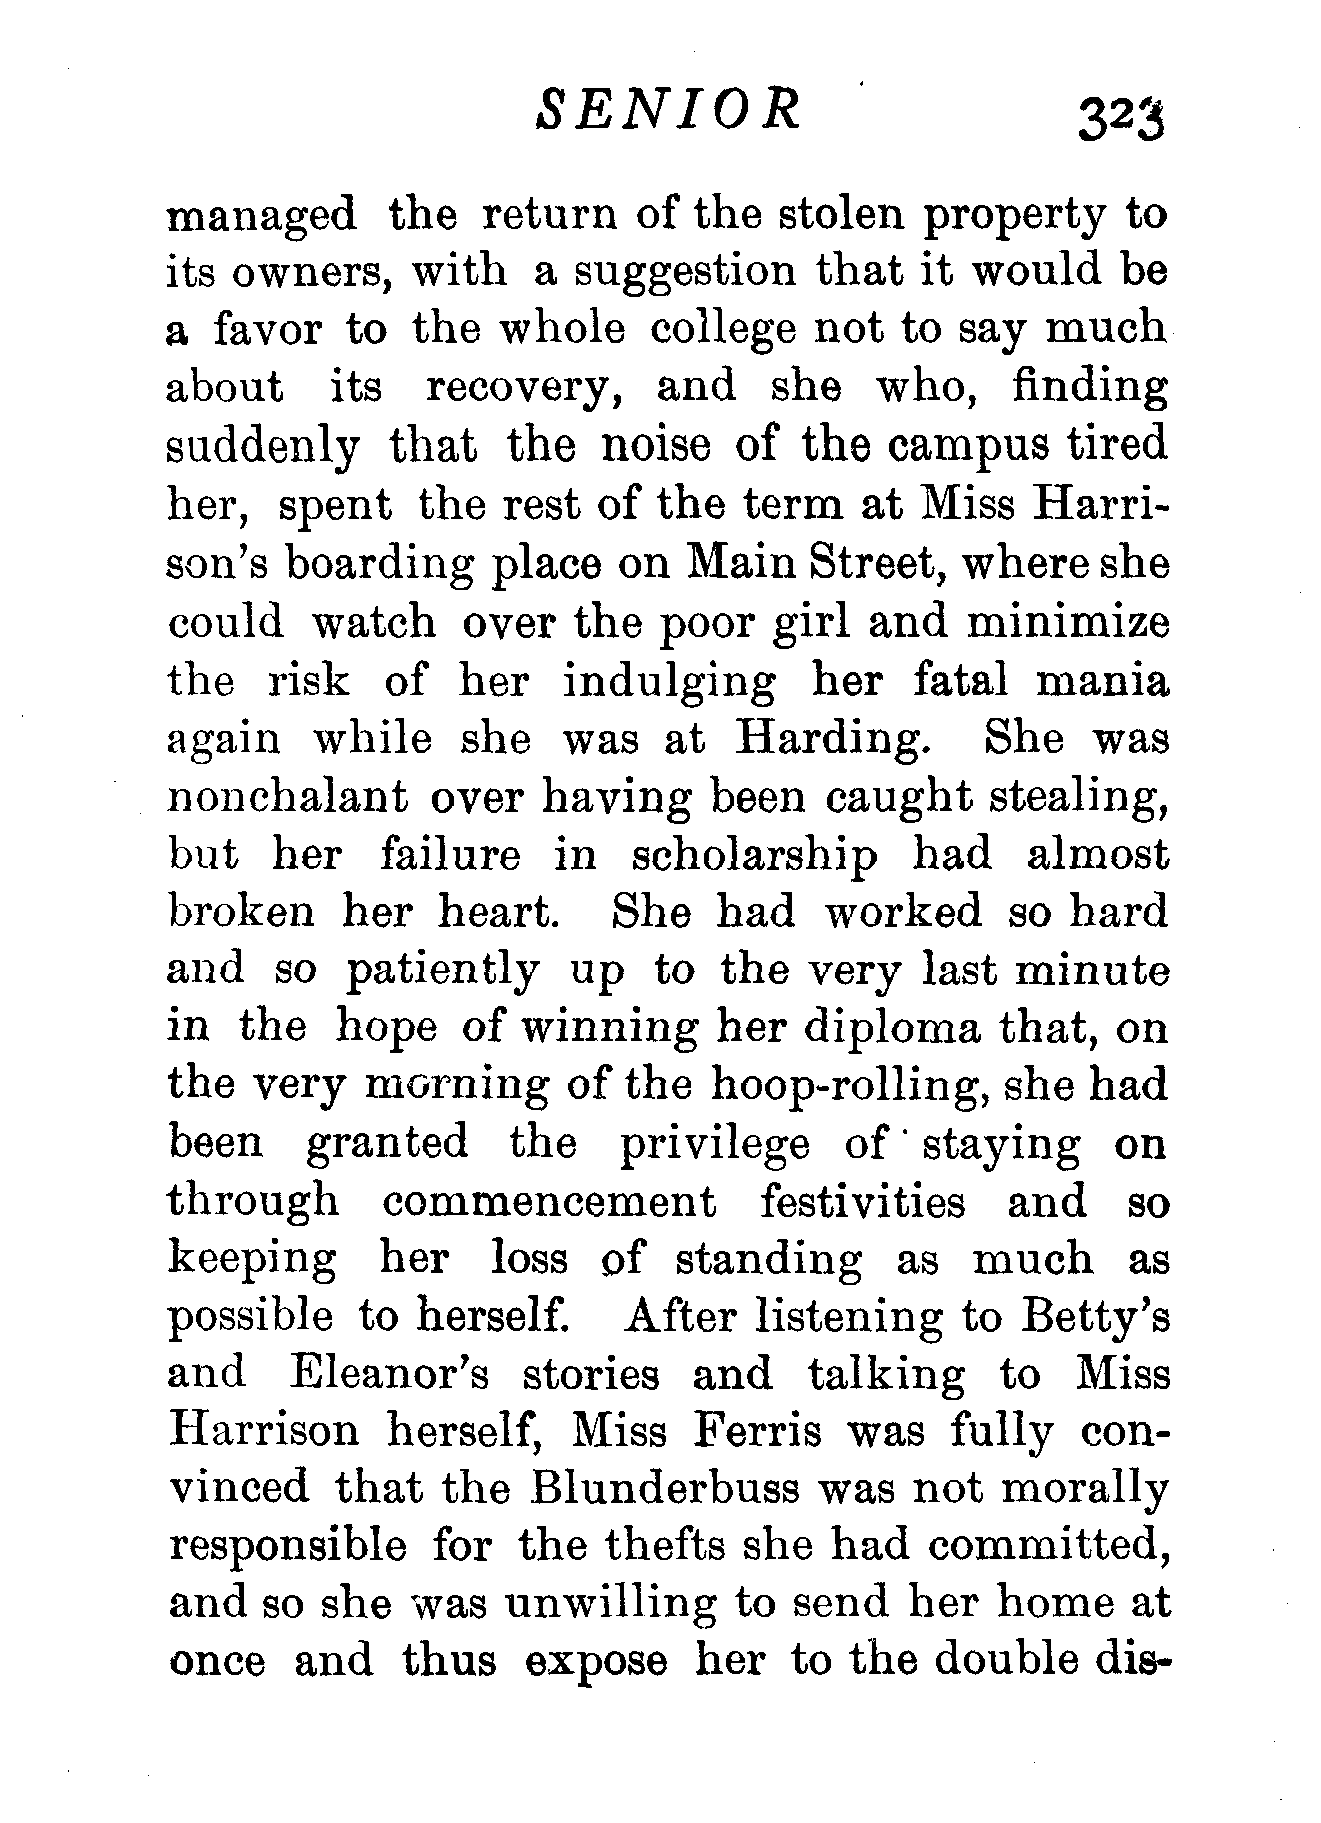 SENIOR 323
managed the return of the stolen property to
its owners, with a suggestion that it would be
a favor to the whole college not to say much
about its recovery, and she who, finding
suddenly that the noise of the campus tired
her, spent the rest of the term at Miss Harri-
son's boarding place on Main Street, where she
could watch over the poor girl and minimize
the risk of her indulging her fatal mania
again while she was at Harding. She was
nonchalant over having been caught stealing,
but her failure in scholarship had almost
broken her heart. She had worked so hard
and so patiently up to the very last minute
in the hope of winning her diploma that, on
the very morning of the hoop-rolling, she had
been granted the privilege of staying on
through commencement festivities and so
keeping her loss of standing as much as
possible to herself. After listening to Betty's
and Eleanor's stories and talking to Miss
Harrison herself, Miss Ferris was fully con-
vinced that the Blunderbuss was not morally
responsible for the thefts she had committed,
and so she was unwilling to send her home at
once and thus expose her to the double dis-